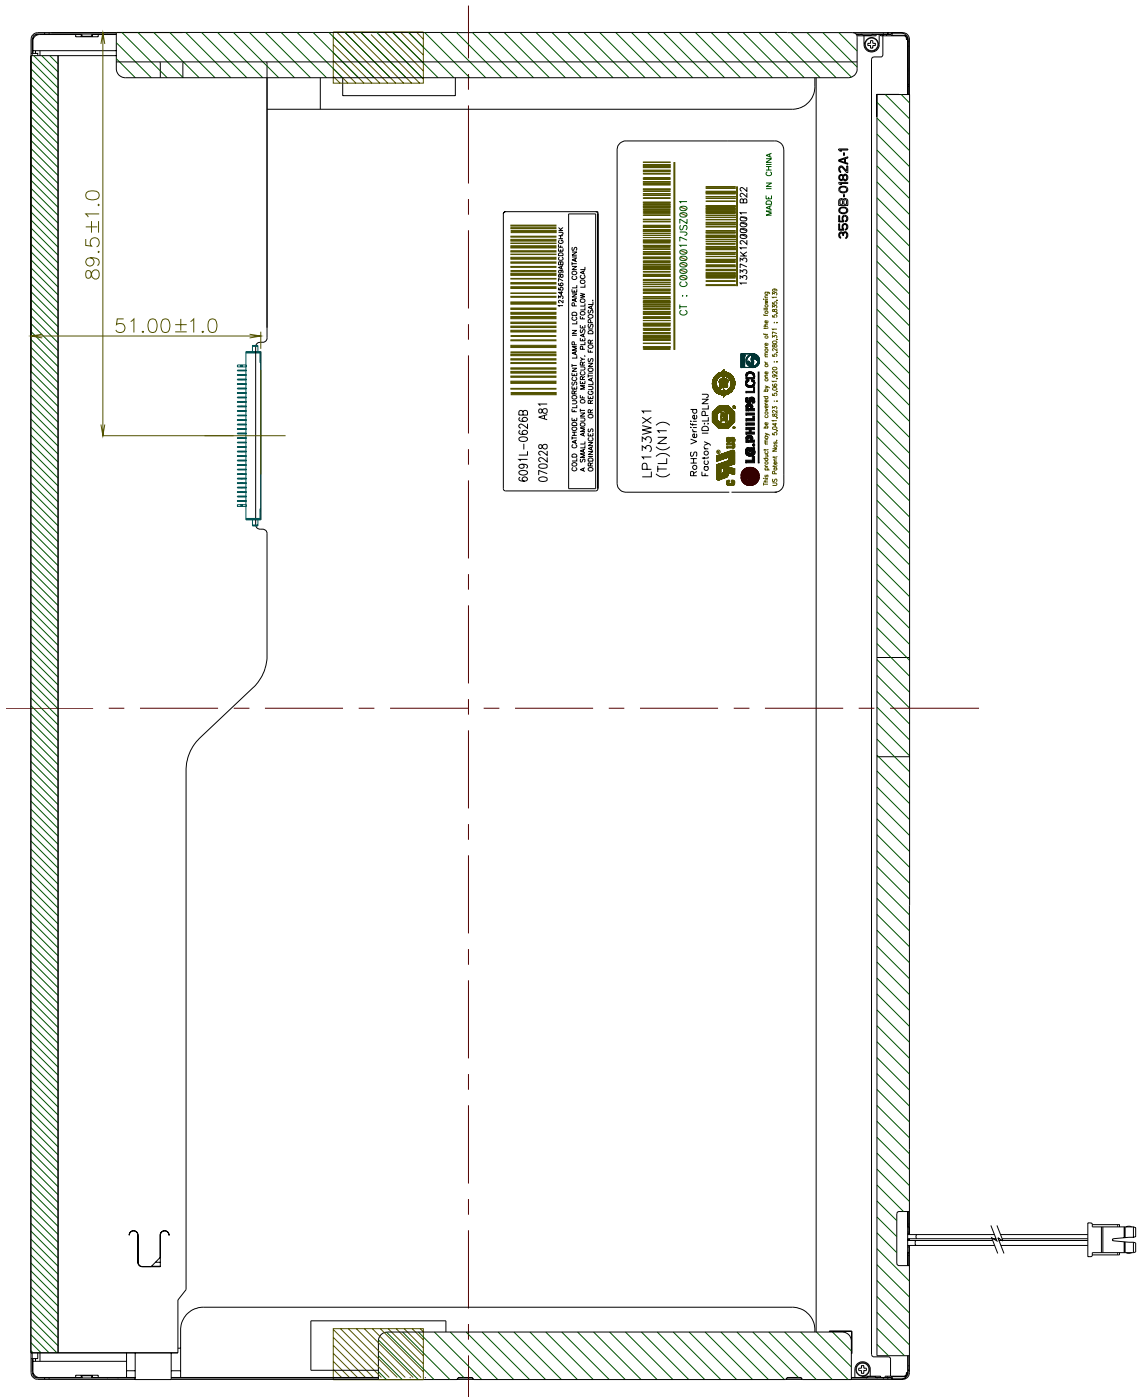 89.5±1.0
51.00±1.0
123456789ABCDEFGHIJK
6091L-0626B
070228 A81
COLD CATHODE FLUORESCENT LAMP IN LCD PANEL CONTAINS
A SMALL AMOUNT OF MERCURY, PLEASE FOLLOW LOCAL
ORDINANCES OR REGULATIONS FOR DISPOSAL.
LP133WX1
(TL)(N1)
CT : C0000017JSZ001
RoHS Verified
Factory ID:LPLNJ
13373K1200001 B22
c UL us
LG.PHILIPS LCD
MADE IN CHINA
This product may be covered by one or more of the following
US Patent Nos. 5,041,823 ; 5,061,920 ; 5,280,371 ; 5,835,139
3550B-0182A-1